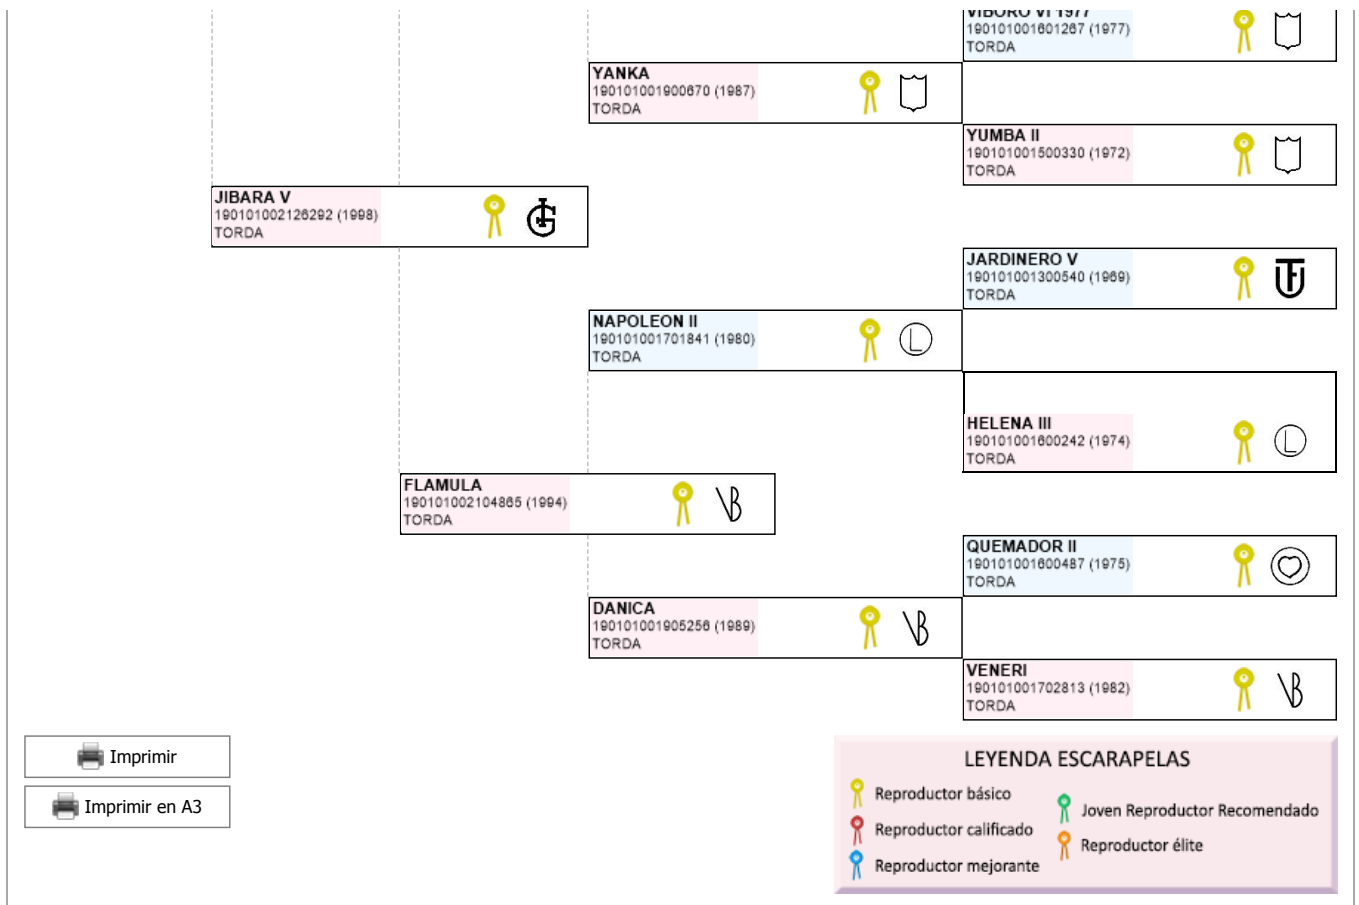 VIBORO VI 1977
190101001601267 (1977)
TORDA
YANKA
190101001900670 (1987)
TORDA
YUMBA II
190101001500330 (1972)
TORDA
JIBARA V
190101002126292 (1998)
TORDA
JARDINERO V
190101001300540 (1969)
TORDA
NAPOLEON II
190101001701841 (1980)
TORDA
HELENA III
190101001600242 (1974)
TORDA
FLAMULA
190101002104865 (1994)
TORDA
QUEMADOR II
190101001600487 (1975)
TORDA
DANICA
190101001905256 (1989)
TORDA
VENERI
190101001702813 (1982)
TORDA
Imprimir
Imprimir en A3
LEYENDA ESCARAPELAS
Reproductor básico
Reproductor calificado
Reproductor mejorante
Joven Reproductor Recomendado
Reproductor élite